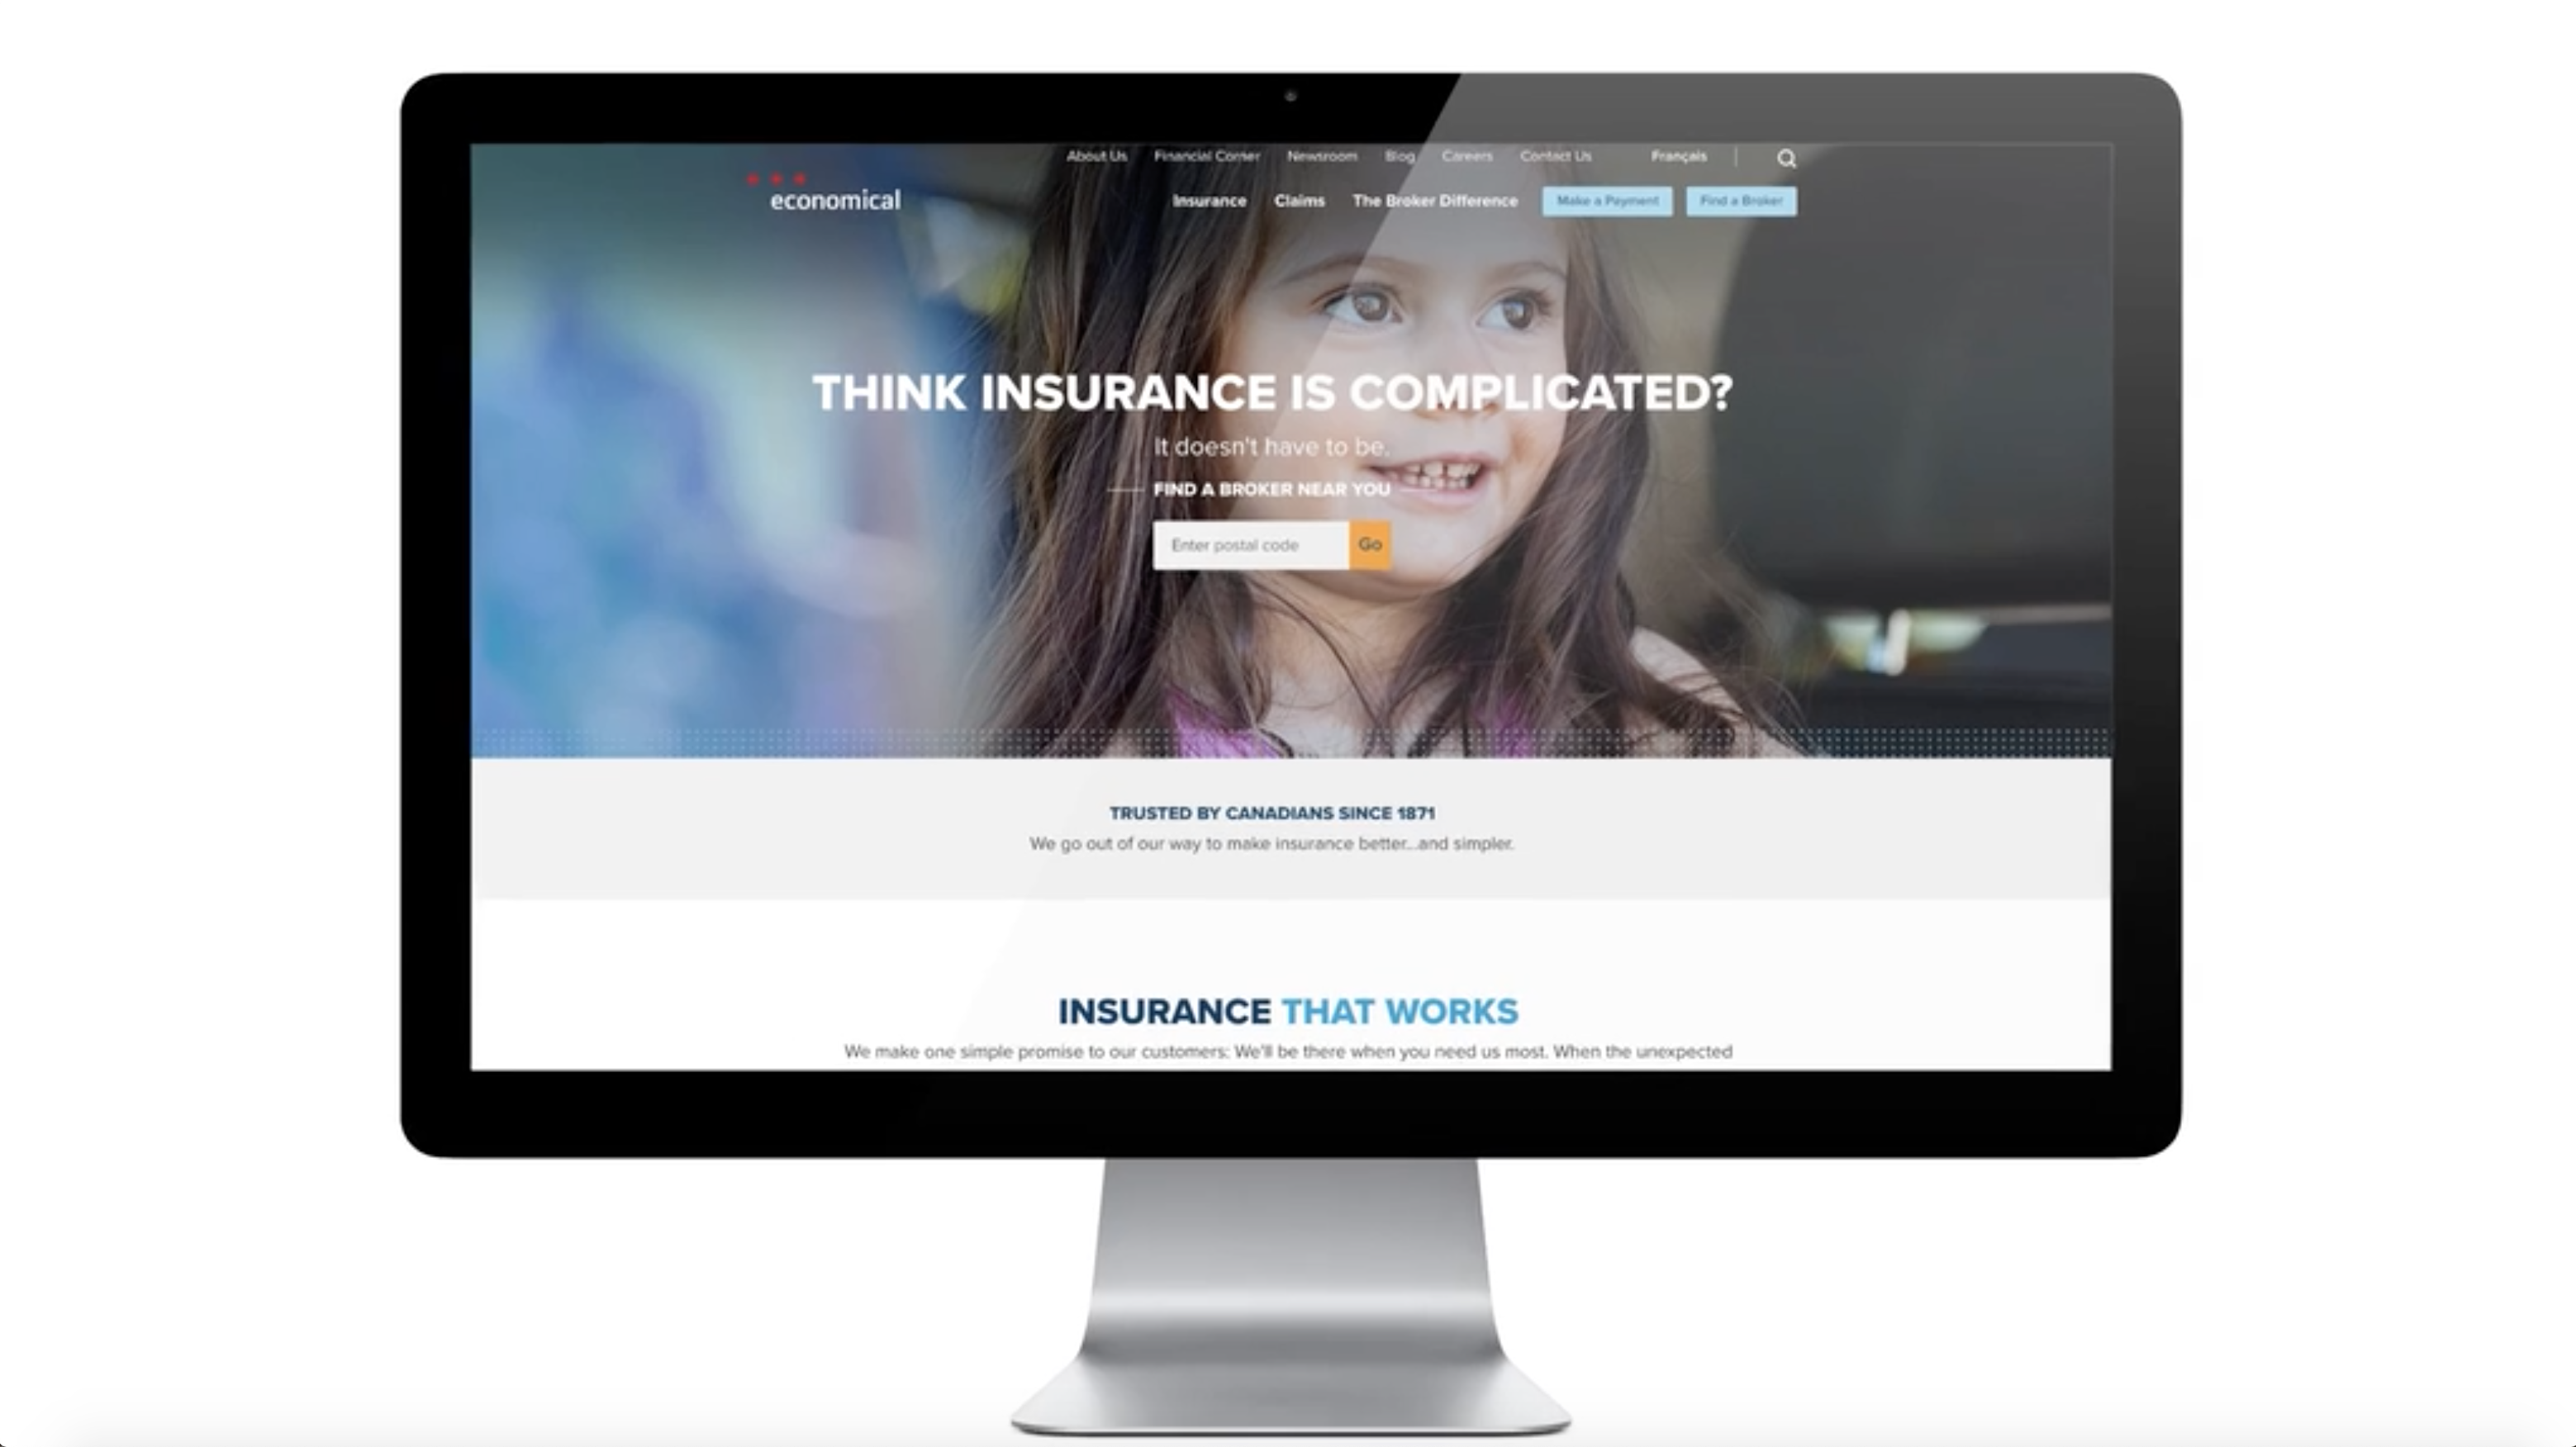 About Us Financial Corner Newsroom Blog Careers Contact Us Français
economical
Insurance Claims The Broker Difference Make a Payment Find a Broker
THINK INSURANCE IS COMPLICATED?
It doesn't have to be.
FIND A BROKER NEAR YOU
Enter postal code Go
TRUSTED BY CANADIANS SINCE 1871
We go out of our way to make insurance better...and simpler.
INSURANCE THAT WORKS
We make one simple promise to our customers: We'll be there when you need us most. When the unexpected